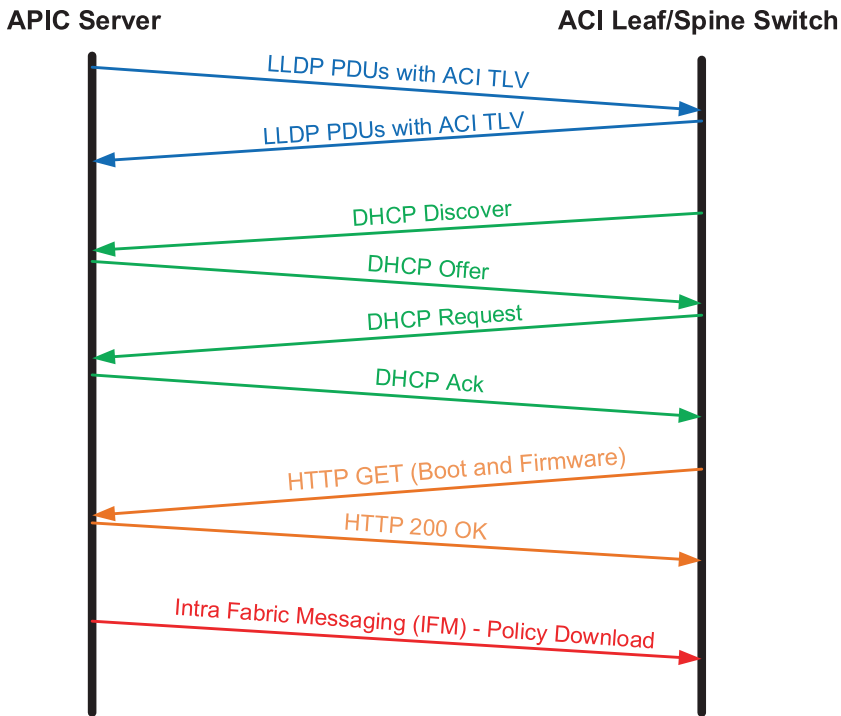 APIC Server
ACI Leaf/Spine Switch
LLDP PDUs with ACI TLV
LLDP PDUs with ACI TLV
DHCP Discover
DHCP Offer
DHCP Request
DHCP Ack
HTTP GET (Boot and Firmware)
HTTP 200 OK
Intra Fabric Messaging (IFM) - Policy Download